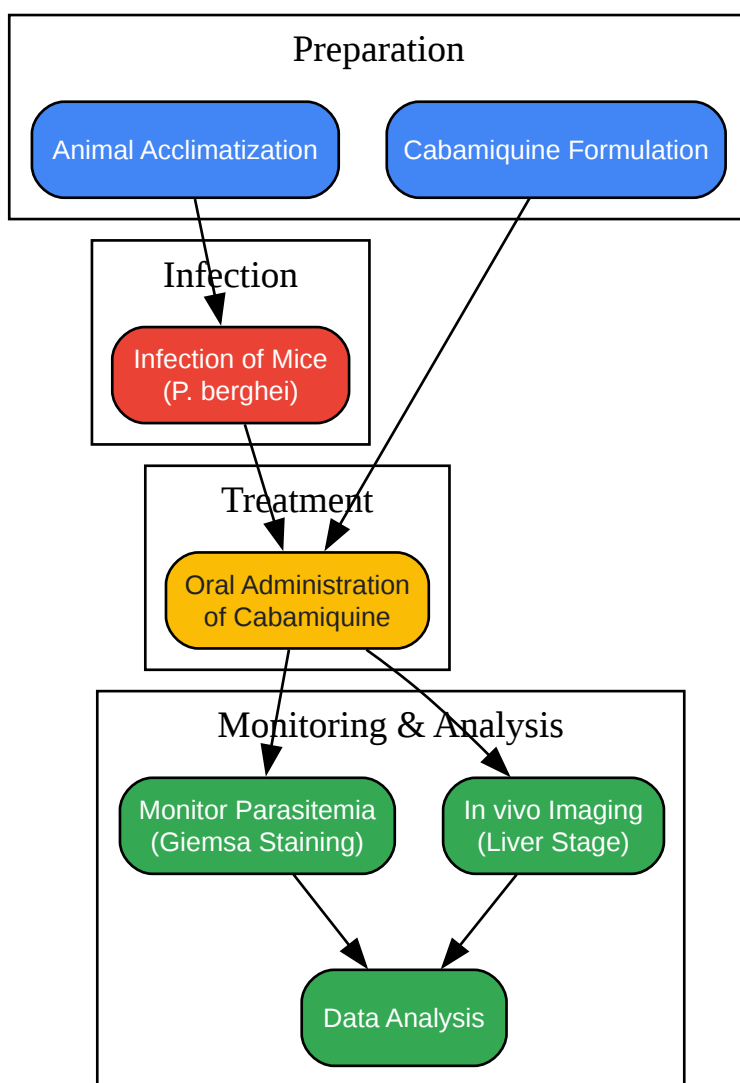 Preparation
Animal Acclimatization
Cabamiquine Formulation
Infection
Infection of Mice
(P. berghei)
Treatment
Oral Administration
of Cabamiquine
Monitoring & Analysis
Monitor Parasitemia
(Giemsa Staining)
In vivo Imaging
(Liver Stage)
Data Analysis